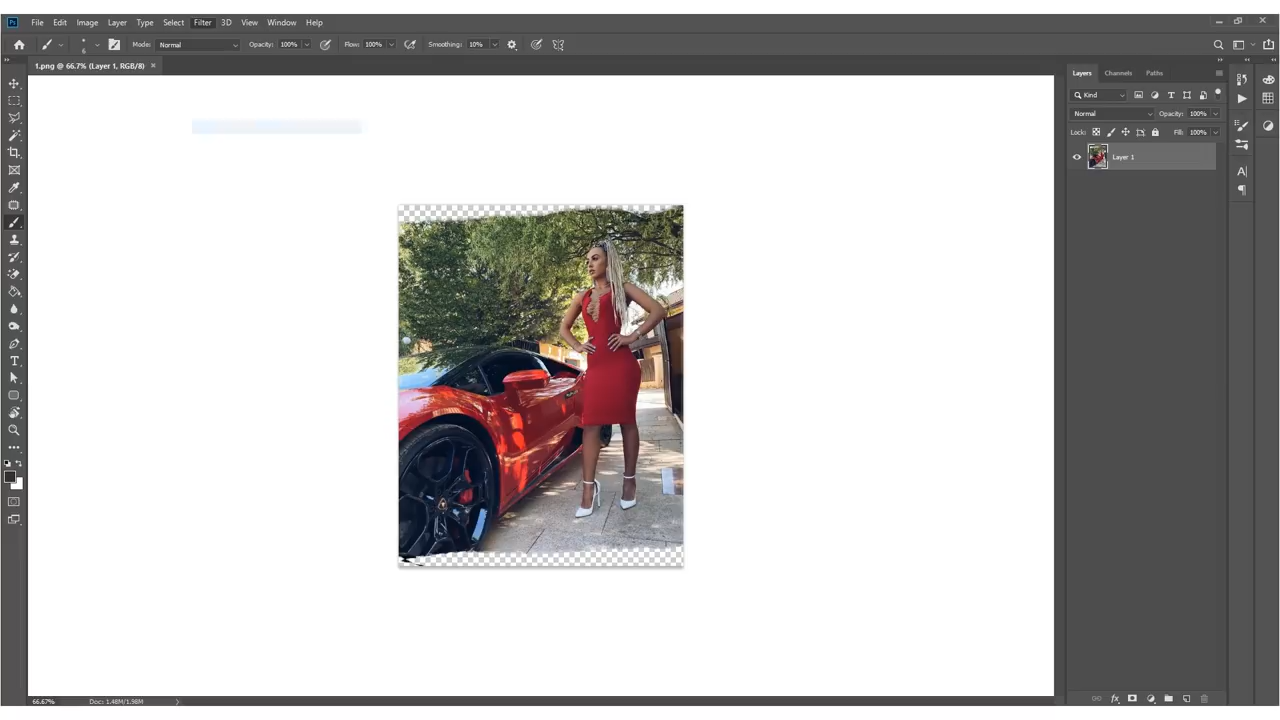 Ps File Edit Image Layer Type Select Filter 3D View Window Help
6 Mode: Normal Opacity: 100% Flow: 100% Smoothing: 10%
1.png @ 66.7% (Layer 1, RGB/8) ×
Layers Channels Paths
Kind
Normal Opacity: 100%
Lock: Fill: 100%
Layer 1
66.67% Doc: 1.48M/1.98M